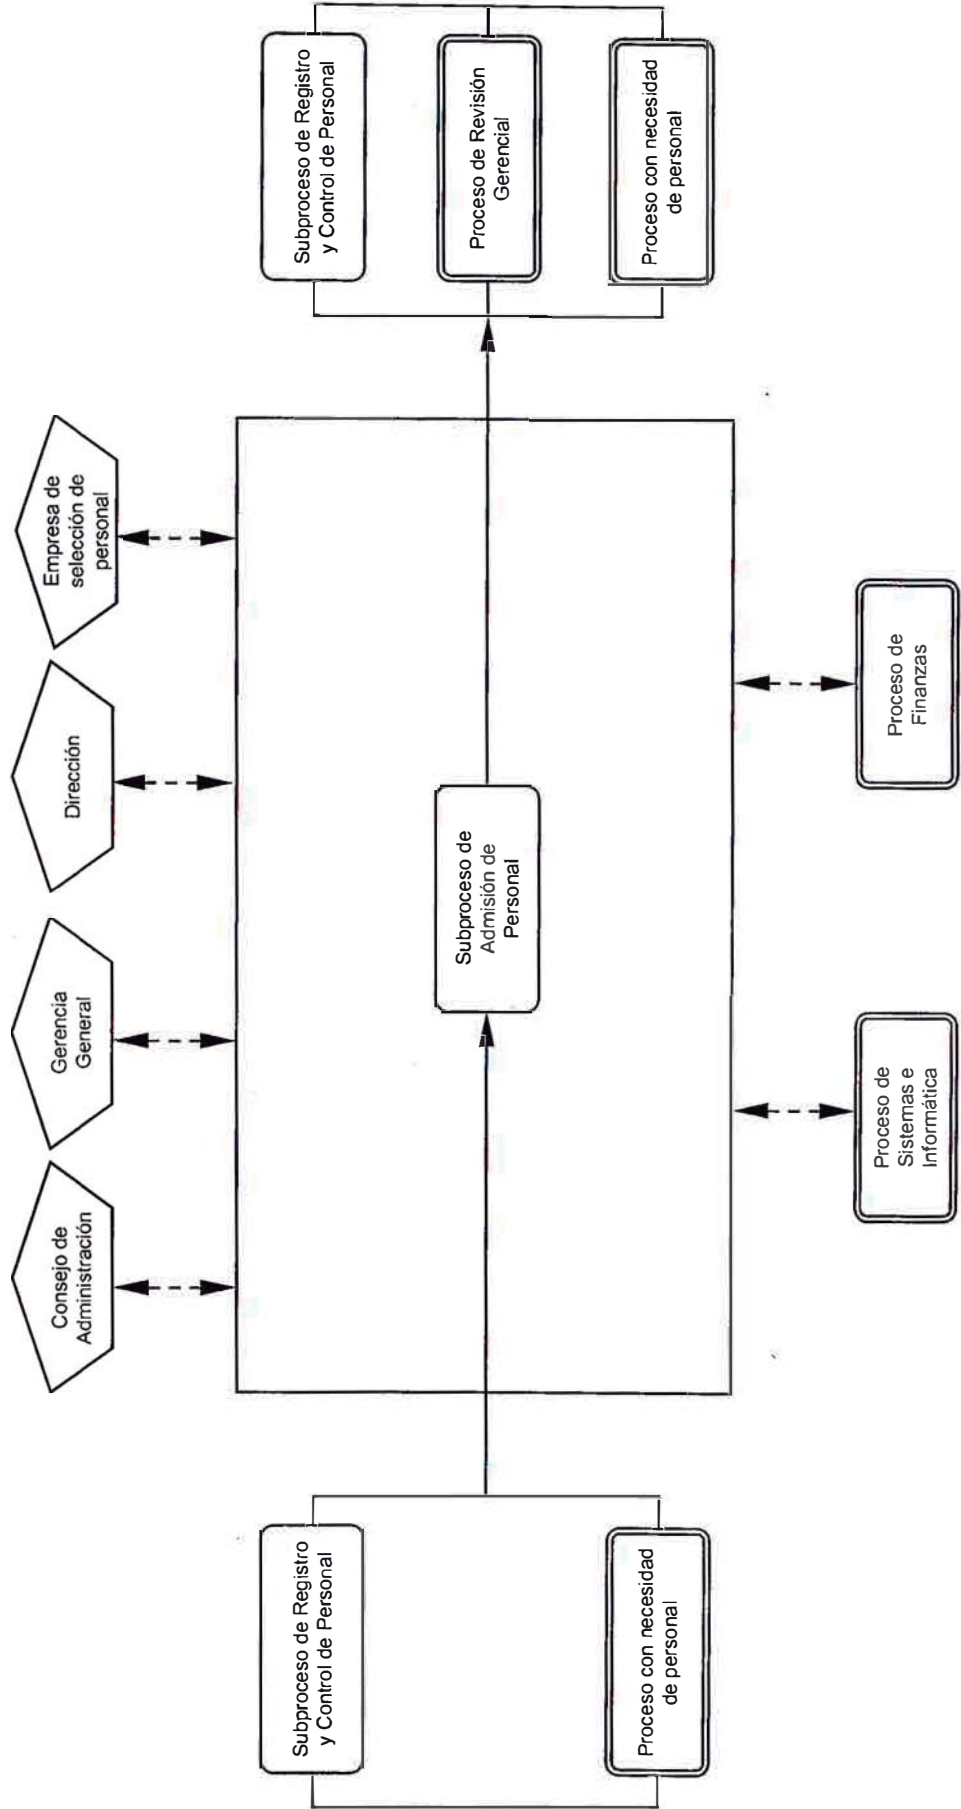 Consejo de
Administración
Gerencia
General
Dirección
Empresa de
selección de
personal
Subproceso de Registro
y Control de Personal
Proceso con necesidad
de personal
Subproceso de
Admisión de
Personal
Subproceso de Registro
y Control de Personal
Proceso de Revisión
Gerencial
Proceso con necesidad
de personal
Proceso de
Sistemas e
Informática
Proceso de
Finanzas